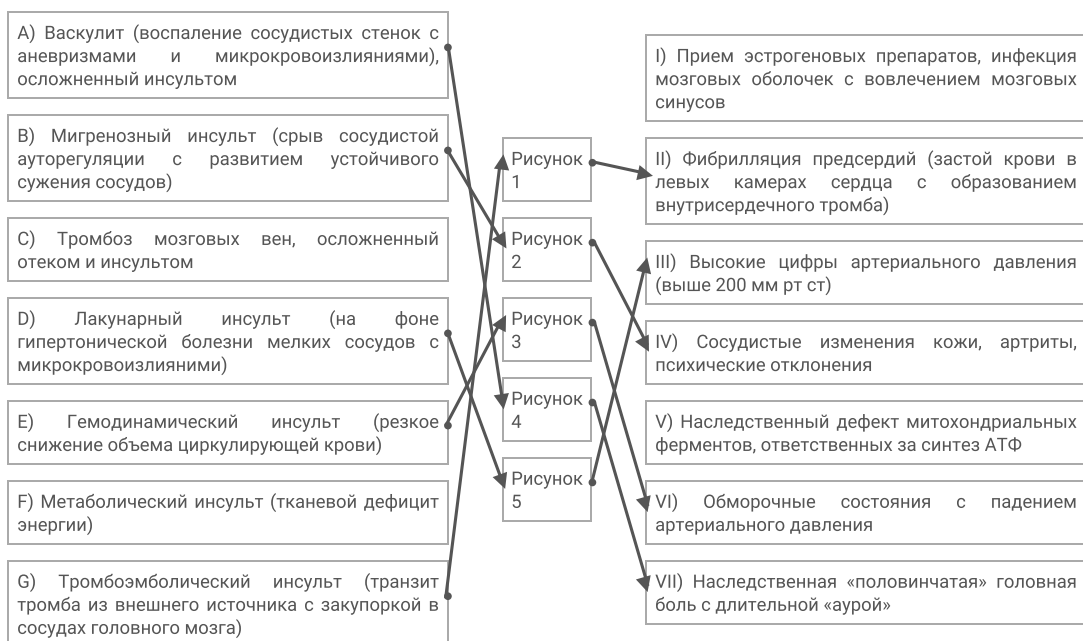 A) Васкулит (воспаление сосудистых стенок с
аневризмами и микрокровоизлияниями),
осложненный инсультом
B) Мигренозный инсульт (срыв сосудистой
ауторегуляции с развитием устойчивого
сужения сосудов)
C) Тромбоз мозговых вен, осложненный
отеком и инсультом
D) Лакунарный инсульт (на фоне
гипертонической болезни мелких сосудов с
микрокровоизлияними)
E) Гемодинамический инсульт (резкое
снижение объема циркулирующей крови)
F) Метаболический инсульт (тканевой дефицит
энергии)
G) Тромбоэмболический инсульт (транзит
тромба из внешнего источника с закупоркой в
сосудах головного мозга)
Рисунок
1
Рисунок
2
Рисунок
3
Рисунок
4
Рисунок
5
I) Прием эстрогеновых препаратов, инфекция
мозговых оболочек с вовлечением мозговых
синусов
II) Фибрилляция предсердий (застой крови в
левых камерах сердца с образованием
внутрисердечного тромба)
III) Высокие цифры артериального давления
(выше 200 мм рт ст)
IV) Сосудистые изменения кожи, артриты,
психические отклонения
V) Наследственный дефект митохондриальных
ферментов, ответственных за синтез АТФ
VI) Обморочные состояния с падением
артериального давления
VII) Наследственная «половинчатая» головная
боль с длительной «аурой»